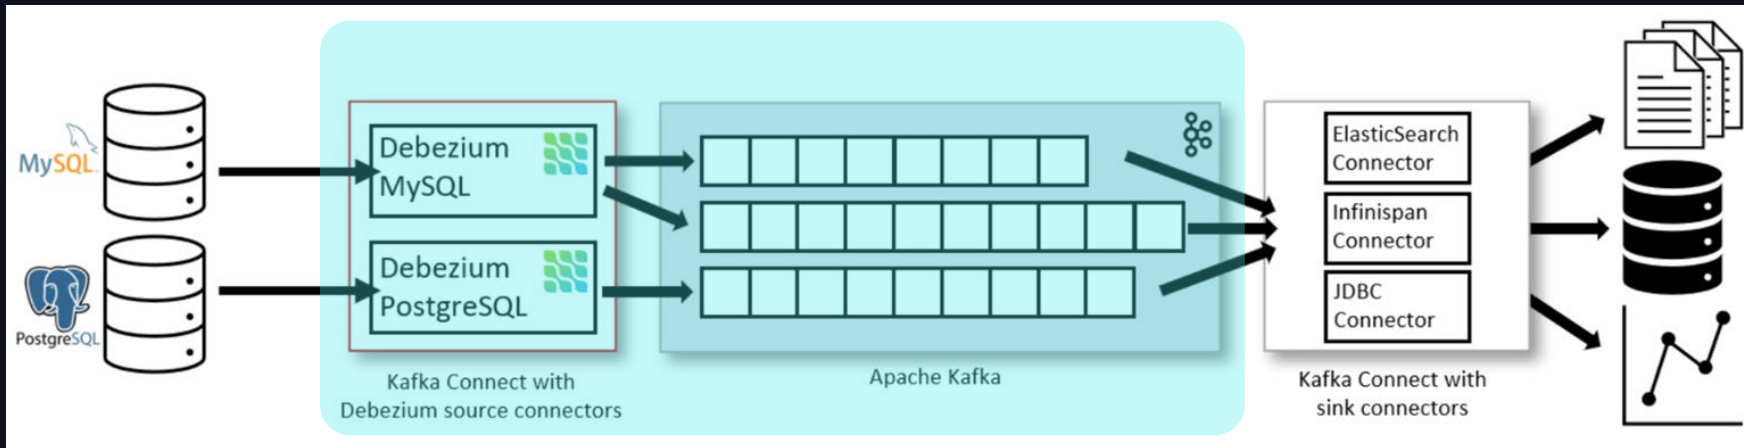 MySQL
PostgreSQL
Debezium
MySQL
Debezium
PostgreSQL
Kafka Connect with
Debezium source connectors
Apache Kafka
ElasticSearch
Connector
Infinispan
Connector
JDBC
Connector
Kafka Connect with
sink connectors